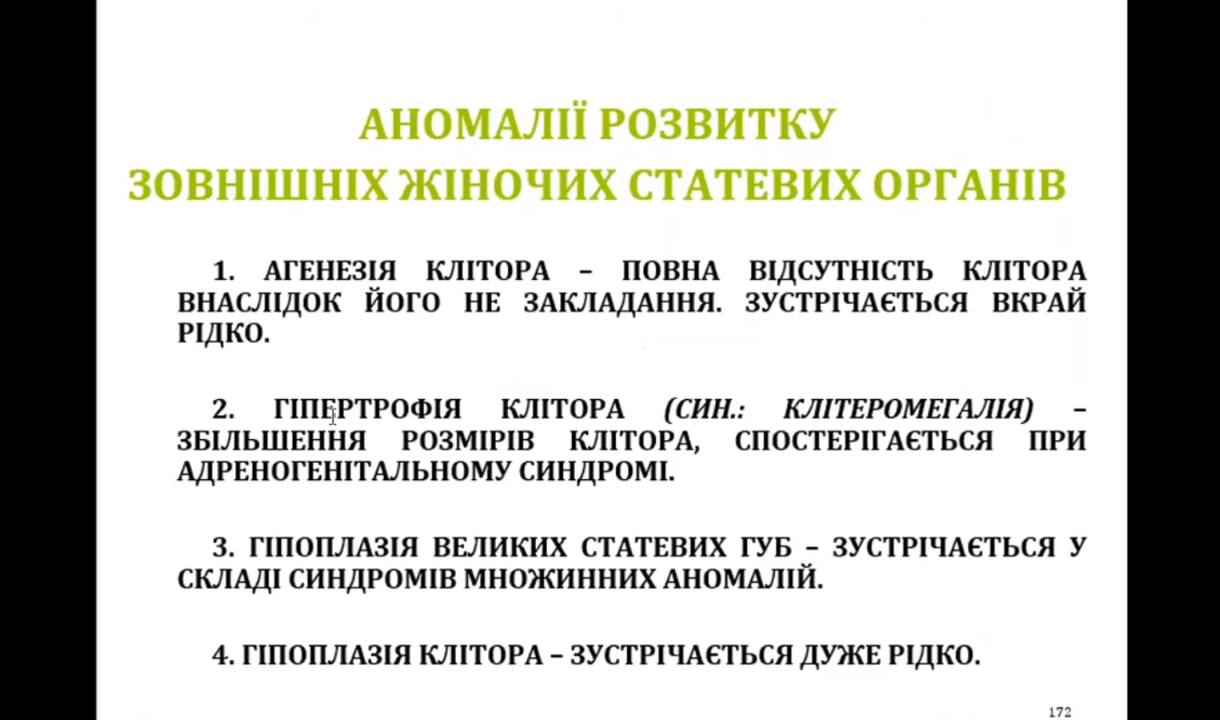 АНОМАЛІЇ РОЗВИТКУ
ЗОВНІШНІХ ЖІНОЧИХ СТАТЕВИХ ОРГАНІВ
1. АГЕНЕЗІЯ КЛІТОРА – ПОВНА ВІДСУТНІСТЬ КЛІТОРА
ВНАСЛІДОК ЙОГО НЕ ЗАКЛАДАННЯ. ЗУСТРІЧАЄТЬСЯ ВКРАЙ
РІДКО.
2. ГІПЕРТРОФІЯ КЛІТОРА (СИН.: КЛІТЕРОМЕГАЛІЯ) –
ЗБІЛЬШЕННЯ РОЗМІРІВ КЛІТОРА, СПОСТЕРІГАЄТЬСЯ ПРИ
АДРЕНОГЕНІТАЛЬНОМУ СИНДРОМІ.
3. ГІПОПЛАЗІЯ ВЕЛИКИХ СТАТЕВИХ ГУБ – ЗУСТРІЧАЄТЬСЯ У
СКЛАДІ СИНДРОМІВ МНОЖИННИХ АНОМАЛІЙ.
4. ГІПОПЛАЗІЯ КЛІТОРА – ЗУСТРІЧАЄТЬСЯ ДУЖЕ РІДКО.
172